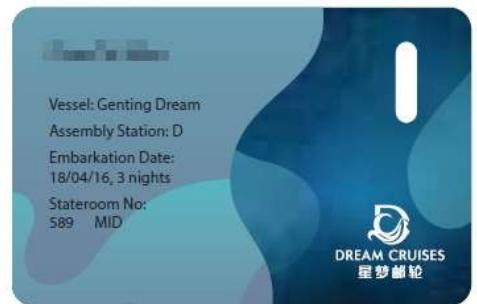 Vessel: Genting Dream
Assembly Station: D
Embarkation Date:
18/04/16, 3 nights
Stateroom No:
589 MID
DREAM CRUISES
星梦邮轮